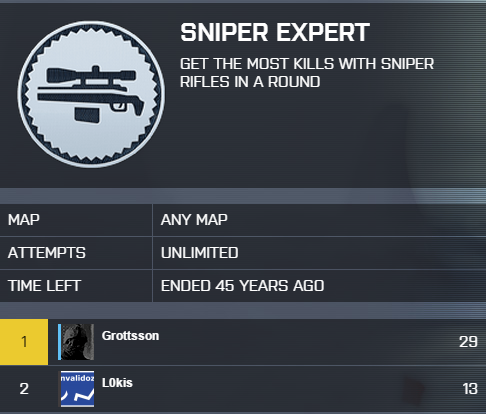 SNIPER EXPERT
GET THE MOST KILLS WITH SNIPER
RIFLES IN A ROUND
MAP ANY MAP
ATTEMPTS UNLIMITED
TIME LEFT ENDED 45 YEARS AGO
1 Grottsson 29
nvalidoz
2 L0kis 13